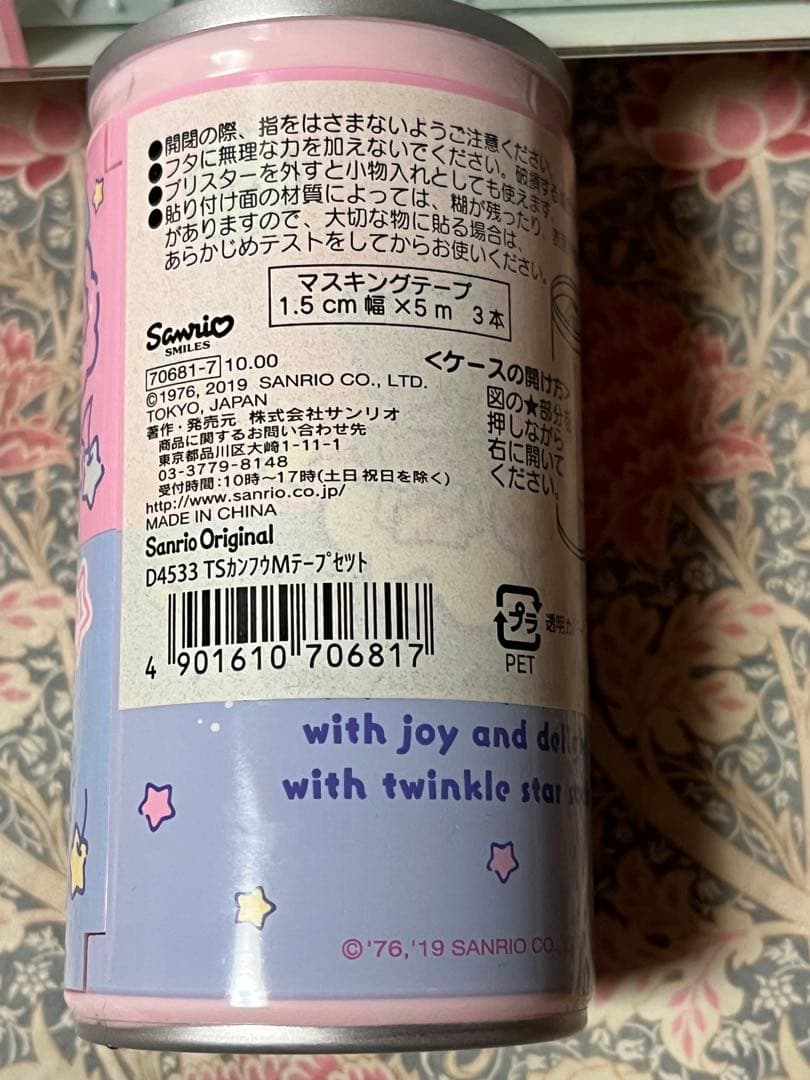 ●開閉の際、指をはさまないようご注意ください。
●フタに無理な力を加えないでください。破損する
●ブリスターを外すと小物入れとしても使えます。
●貼り付け面の材質によっては、糊が残ったり、
がありますので、大切な物に貼る場合は、
あらかじめテストをしてからお使いください。
マスキングテープ
1.5cm幅×5m 3本
Sanrio
SMILES
70681-7 10.00
©1976, 2019 SANRIO CO., LTD.
TOKYO, JAPAN
著作・発売元 株式会社サンリオ
商品に関するお問い合わせ先
東京都品川区大崎1-11-1
03-3779-8148
受付時間:10時~17時(土日祝日を除く)
http://www.sanrio.co.jp/
MADE IN CHINA
Sanrio Original
D4533 TSカンフウMテープセット
4 901610 706817
<ケースの開け方>
図の★部分を
押しながら
右に開いて
ください。
プラ
透明カ
PET
with joy and
with twinkle star
©'76,'19 SANRIO CO.,